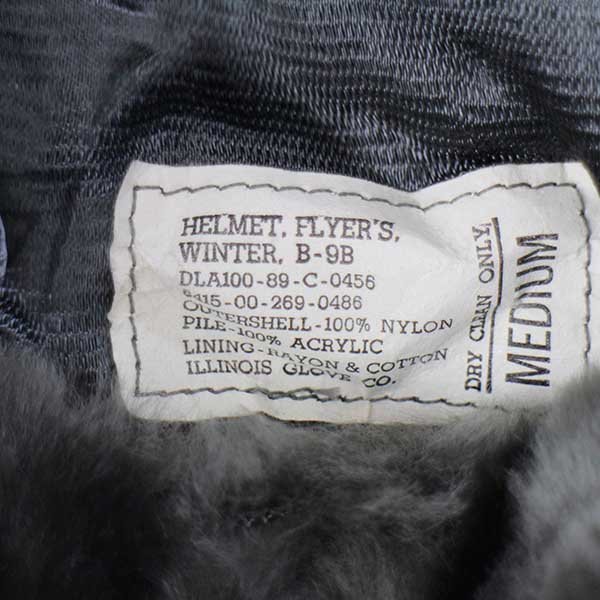 HELMET, FLYER'S,
WINTER, B-9B
DLA100-89-C-0456
8415-00-269-0486
OUTERSHELL-100% NYLON
PILE-100% ACRYLIC
LINING-RAYON & COTTON
ILLINOIS GLOVE CO.
DRY CLEAN ONLY
MEDIUM